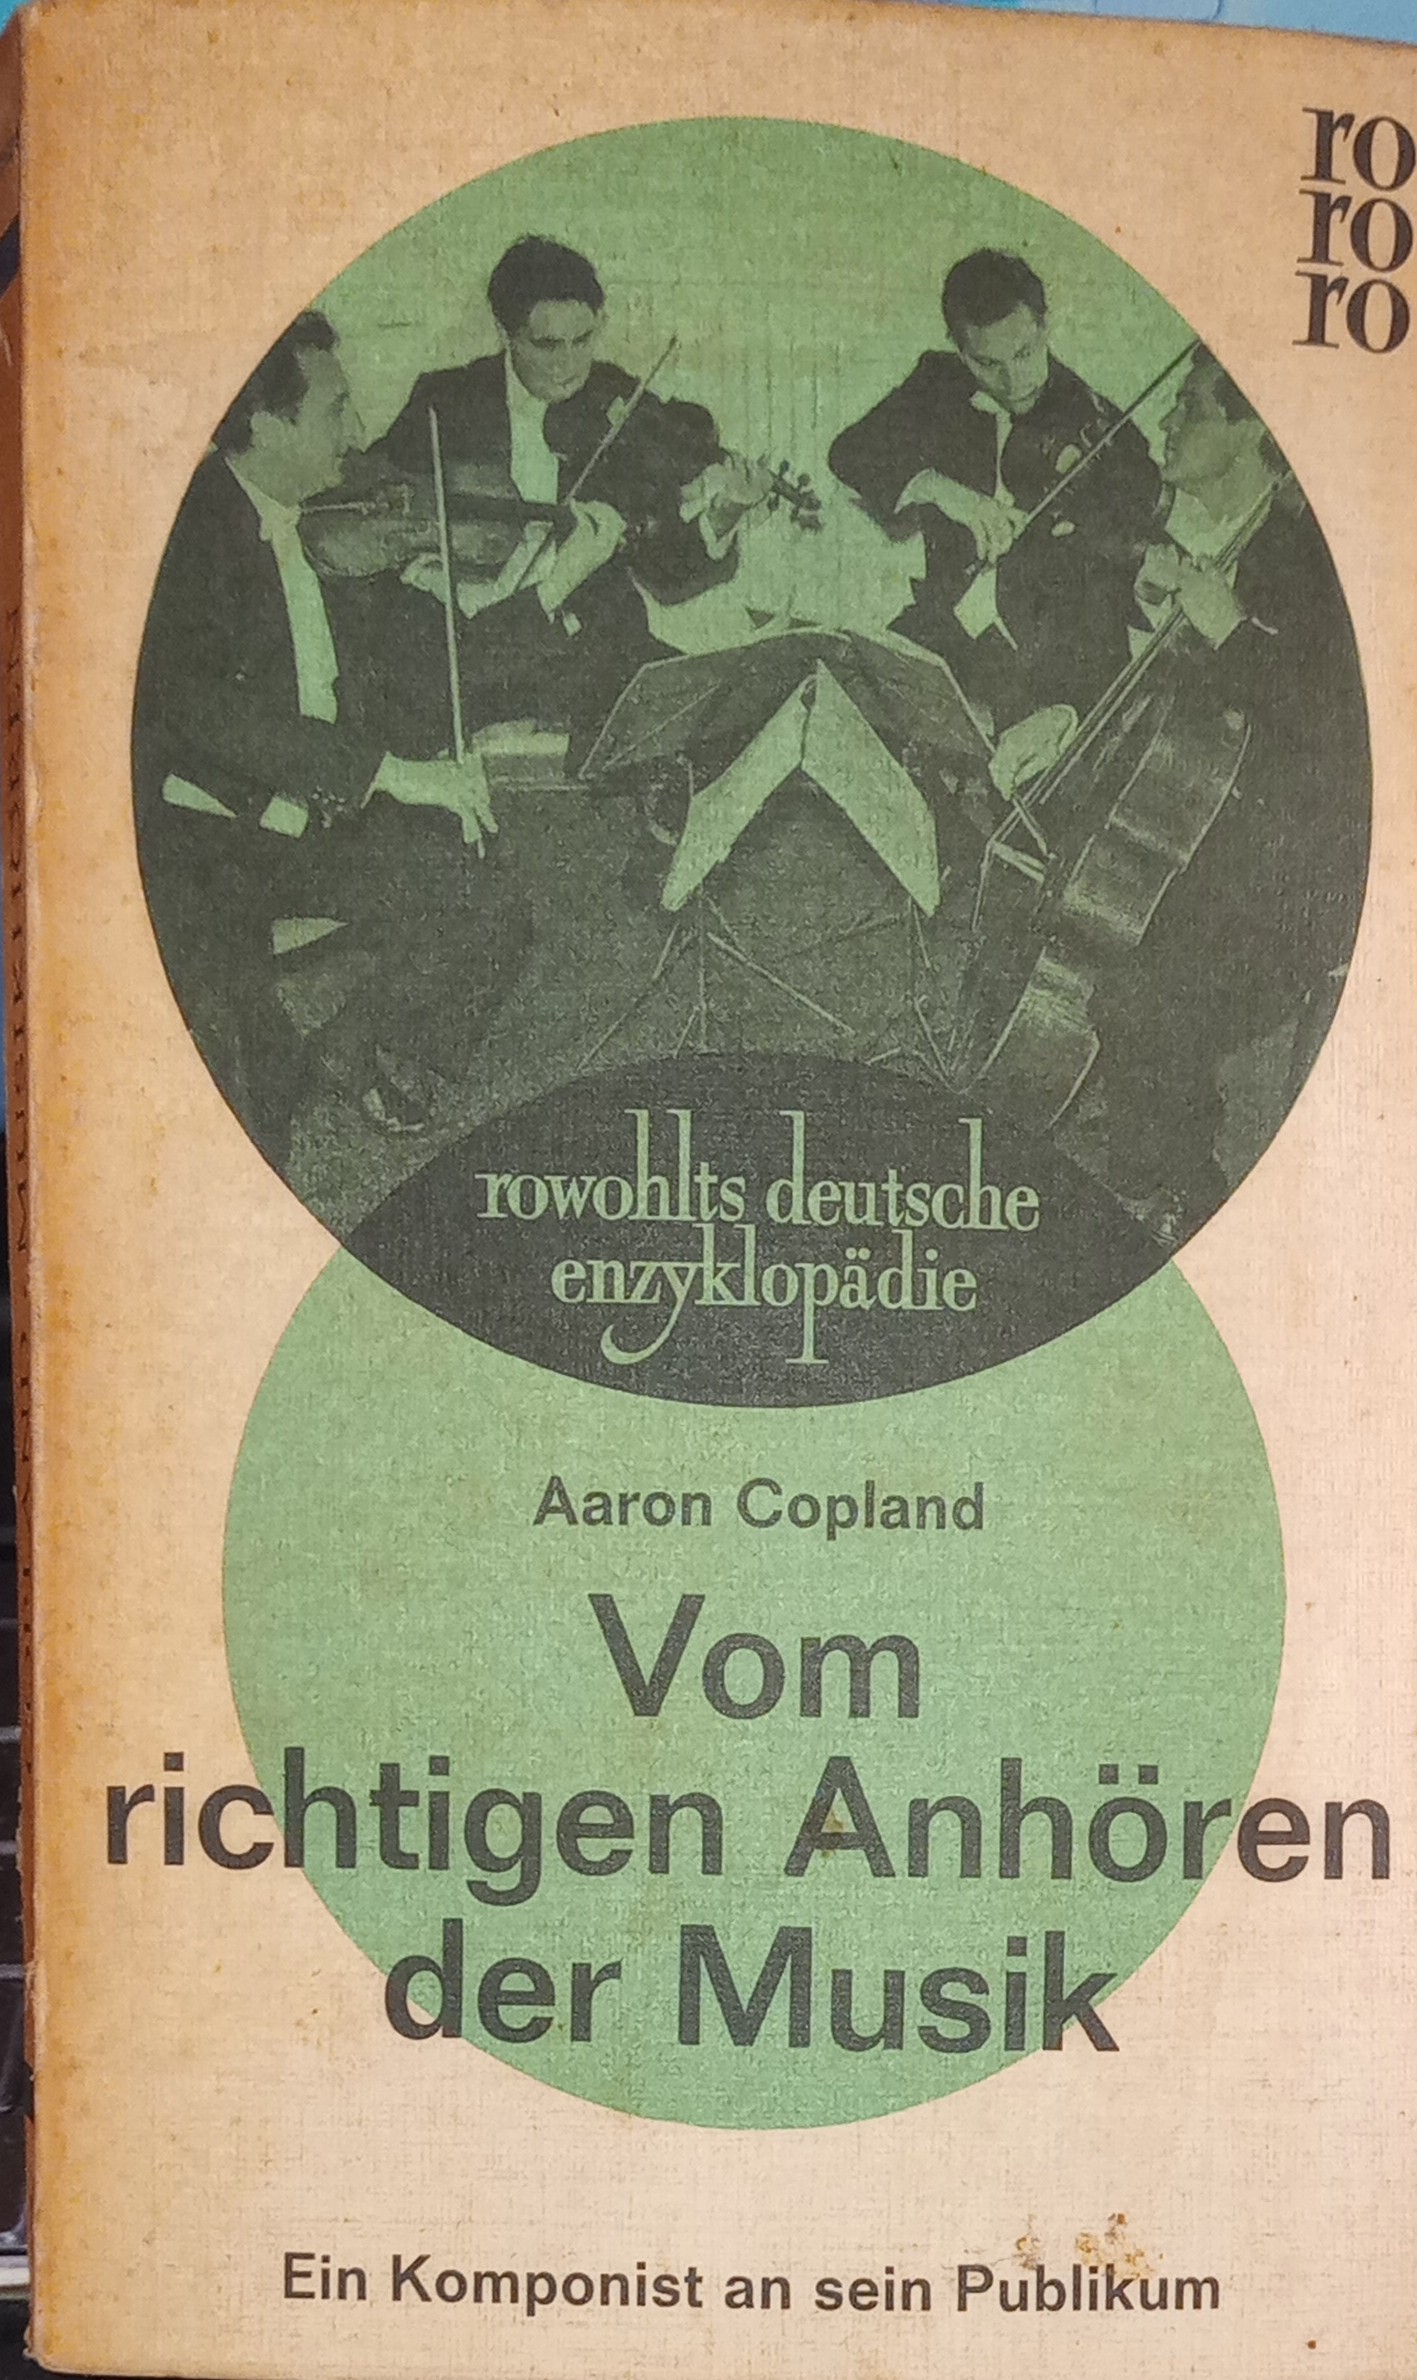 ro
ro
ro
rowohlts deutsche
enzyklopädie
Aaron Copland
Vom
richtigen Anhören
der Musik
Ein Komponist an sein Publikum